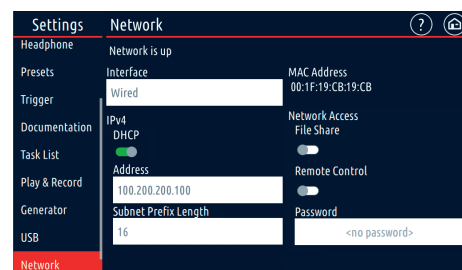 Settings
Network
?
Headphone
Presets
Trigger
Documentation
Task List
Play & Record
Generator
USB
Network
Network is up
Interface
Wired
IPv4
DHCP
Address
100.200.200.100
Subnet Prefix Length
16
MAC Address
00:1F:19:CB:19:CB
Network Access
File Share
Remote Control
Password
<no password>